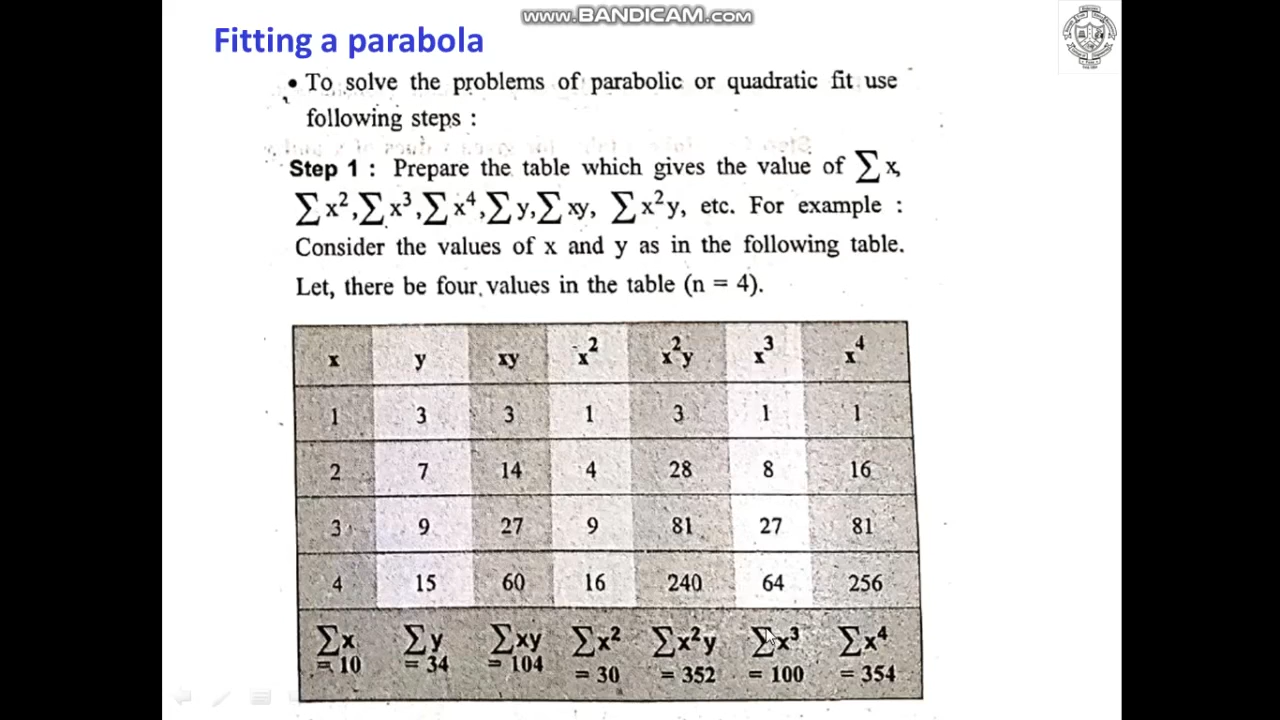 www.BANDICAM.com
Fitting a parabola
• To solve the problems of parabolic or quadratic fit use
following steps :
Step 1 : Prepare the table which gives the value of ∑x,
∑x², ∑x³, ∑x⁴, ∑y, ∑xy, ∑x²y, etc. For example :
Consider the values of x and y as in the following table.
Let, there be four values in the table (n = 4).
x y xy x² x²y x³ x⁴
1 3 3 1 3 1 1
2 7 14 4 28 8 16
3 9 27 9 81 27 81
4 15 60 16 240 64 256
∑x ∑y ∑xy ∑x² ∑x²y ∑x³ ∑x⁴
= 10 = 34 = 104 = 30 = 352 = 100 = 354